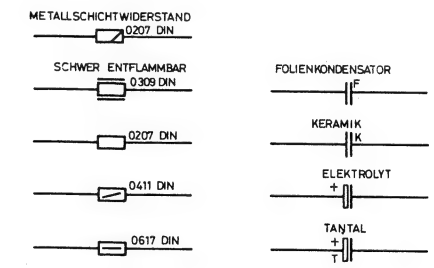 METALLSCHICHTWIDERSTAND
0207 DIN
SCHWER ENTFLAMMBAR
0309 DIN
0207 DIN
0411 DIN
0617 DIN
FOLIENKONDENSATOR
F
KERAMIK
K
ELEKTROLYT
+
TANTAL
+
T